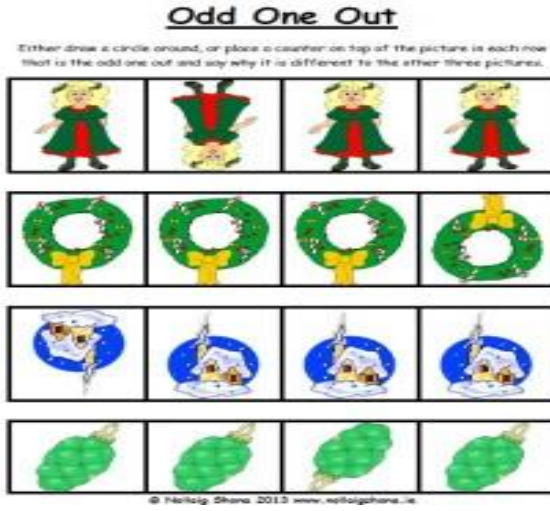 Odd One Out
Either draw a circle around, or place a counter on top of the picture in each row
that is the odd one out and say why it is different to the other three pictures.
© Nollaig Shona 2013 www.nollaigshona.ie